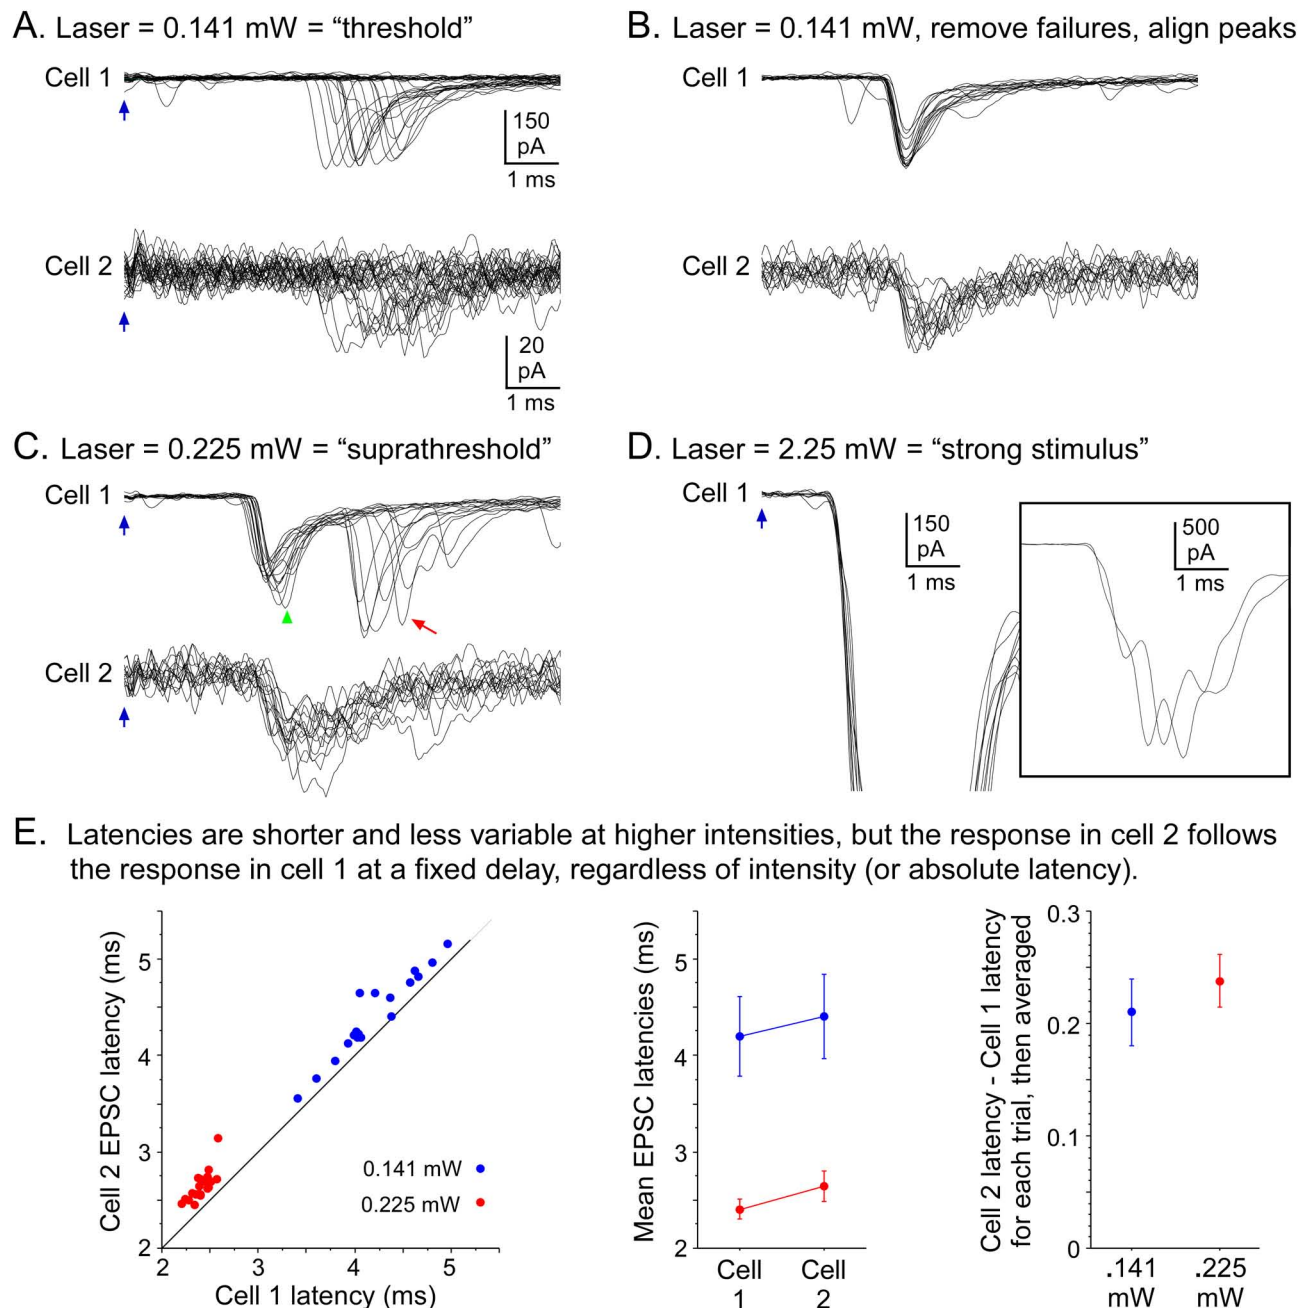 A. Laser = 0.141 mW = “threshold”
Cell 1
150
pA
1 ms
Cell 2
20
pA
1 ms
B. Laser = 0.141 mW, remove failures, align peaks
Cell 1
Cell 2
C. Laser = 0.225 mW = “suprathreshold”
Cell 1
Cell 2
D. Laser = 2.25 mW = “strong stimulus”
Cell 1
150
pA
1 ms
500
pA
1 ms
E. Latencies are shorter and less variable at higher intensities, but the response in cell 2 follows
the response in cell 1 at a fixed delay, regardless of intensity (or absolute latency).
Cell 2 EPSC latency (ms)
5
4
3
2
2
3
4
5
Cell 1 latency (ms)
0.141 mW
0.225 mW
Mean EPSC latencies (ms)
5
4
3
2
Cell
1
Cell
2
Cell 2 latency - Cell 1 latency
for each trial, then averaged
0.3
0.2
0.1
0
.141
mW
.225
mW